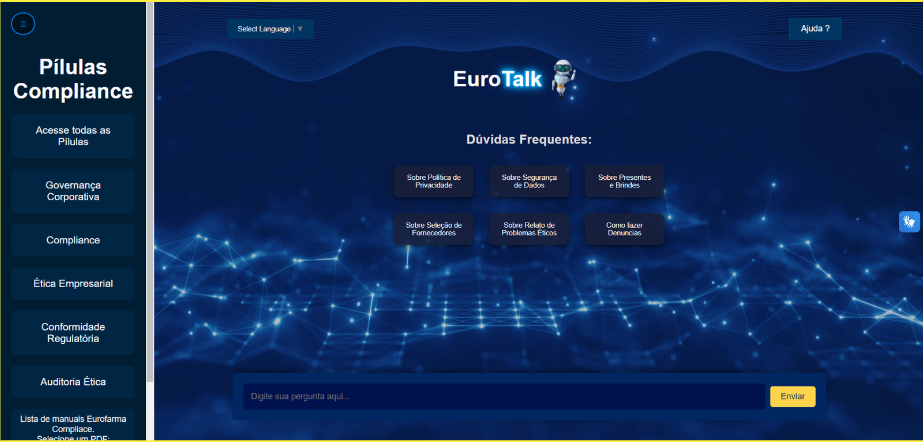 Pílulas
Compliance
Acesse todas as
Pílulas
Governança
Corporativa
Compliance
Ética Empresarial
Conformidade
Regulatória
Auditoria Ética
Lista de manuais Eurofarma
Compliace.
Selecione um PDF:
Select Language | ▼
Ajuda ?
EuroTalk
Dúvidas Frequentes:
Sobre Política de
Privacidade
Sobre Segurança
de Dados
Sobre Presentes
e Brindes
Sobre Seleção de
Fornecedores
Sobre Relato de
Problemas Éticos
Como fazer
Denuncias
Digite sua pergunta aqui...
Enviar